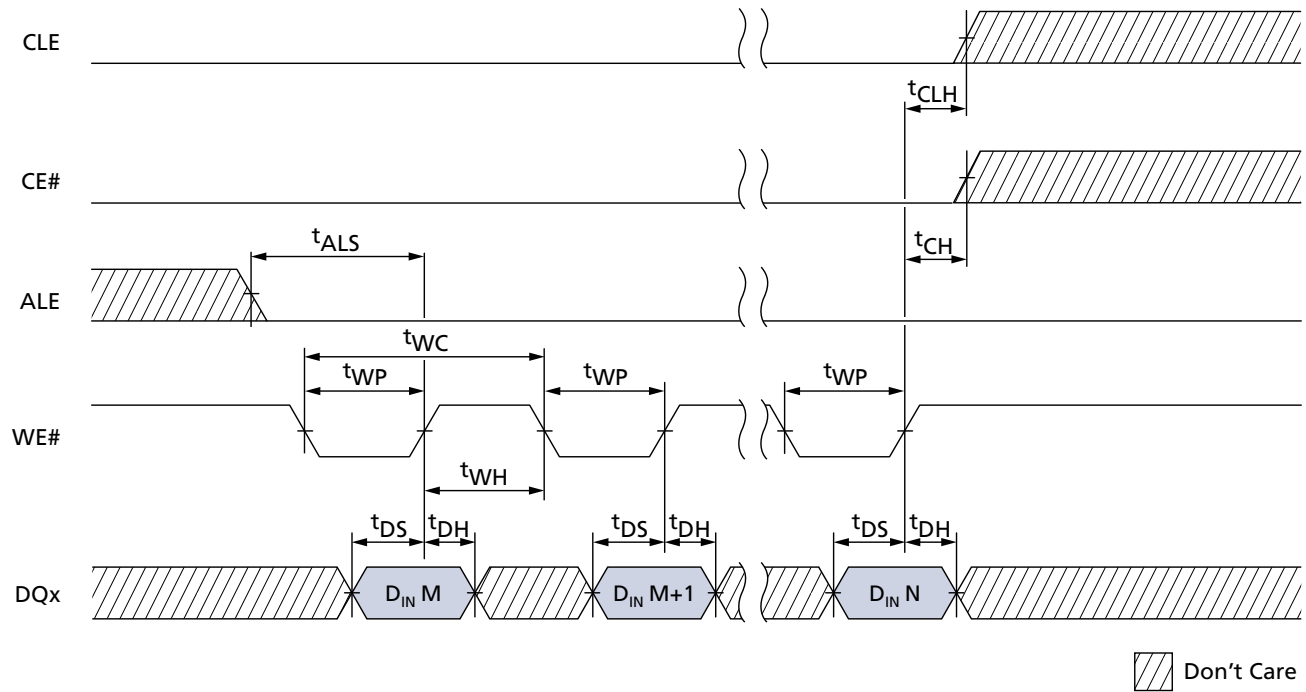 CLE
tCLH
CE#
tALS
tCH
ALE
tWC
tWP
tWP
tWP
WE#
tWH
tDS
tDH
tDS
tDH
tDS
tDH
DQx
DIN M
DIN M+1
DIN N
Don't Care